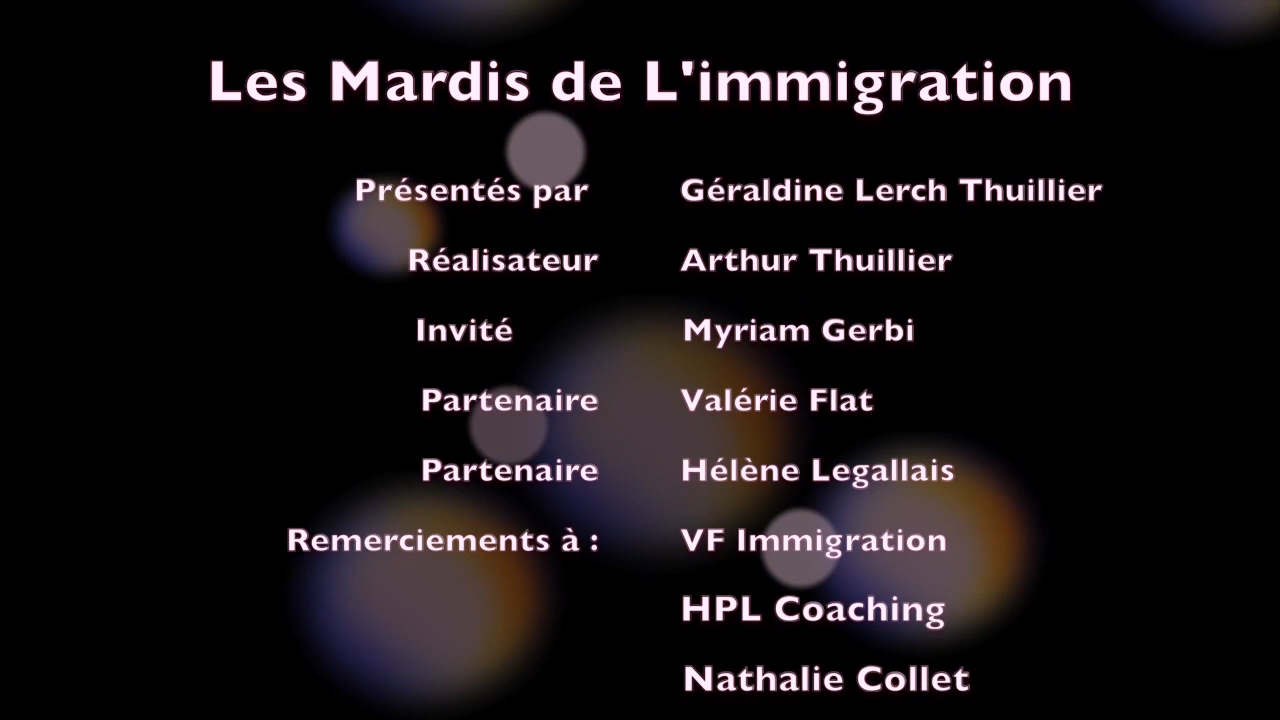 Les Mardis de L'immigration
Présentés par Géraldine Lerch Thuillier
Réalisateur Arthur Thuillier
Invité Myriam Gerbi
Partenaire Valérie Flat
Partenaire Hélène Legallais
Remerciements à : VF Immigration
HPL Coaching
Nathalie Collet